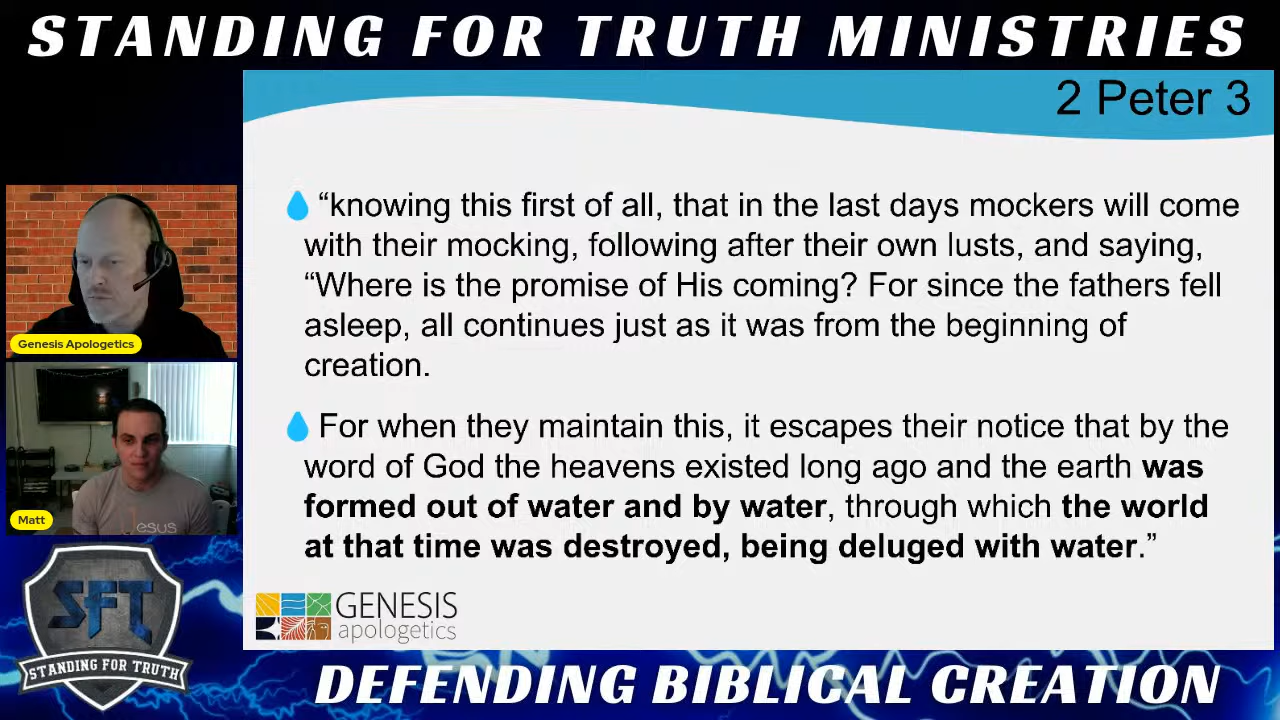 STANDING FOR TRUTH MINISTRIES
2 Peter 3
“knowing this first of all, that in the last days mockers will come
with their mocking, following after their own lusts, and saying,
“Where is the promise of His coming? For since the fathers fell
asleep, all continues just as it was from the beginning of
creation.
For when they maintain this, it escapes their notice that by the
word of God the heavens existed long ago and the earth was
formed out of water and by water, through which the world
at that time was destroyed, being deluged with water.”
GENESIS
apologetics
Genesis Apologetics
Jesus
Matt
SFT
STANDING FOR TRUTH
DEFENDING BIBLICAL CREATION